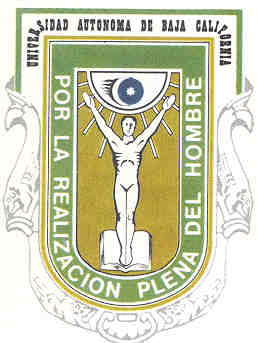 UNIVERSIDAD AUTONOMA DE BAJA CALIFORNIA
POR LA REALIZACION PLENA DEL HOMBRE